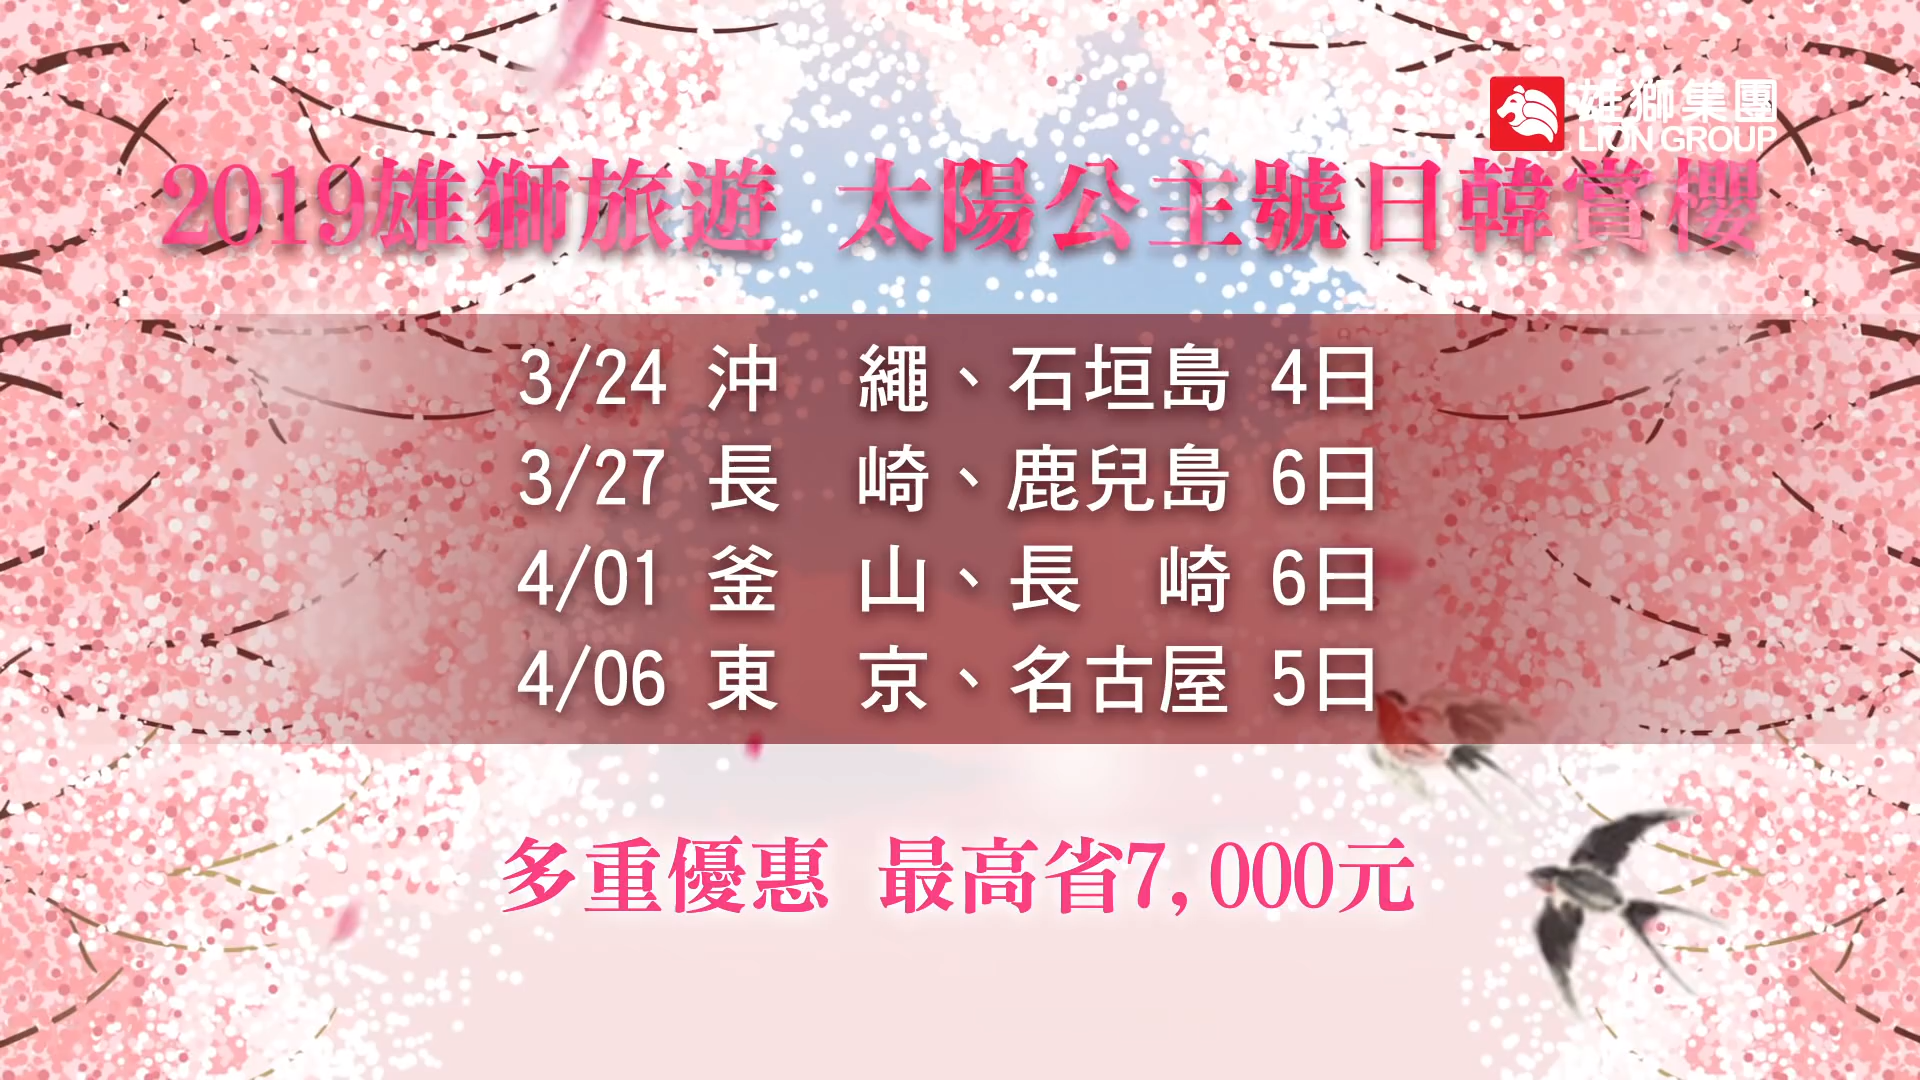 雄獅集團
LION GROUP
2019雄獅旅遊 太陽公主號日韓賞櫻
3/24 沖 繩、石垣島 4日
3/27 長 崎、鹿兒島 6日
4/01 釜 山、長 崎 6日
4/06 東 京、名古屋 5日
多重優惠 最高省7,000元